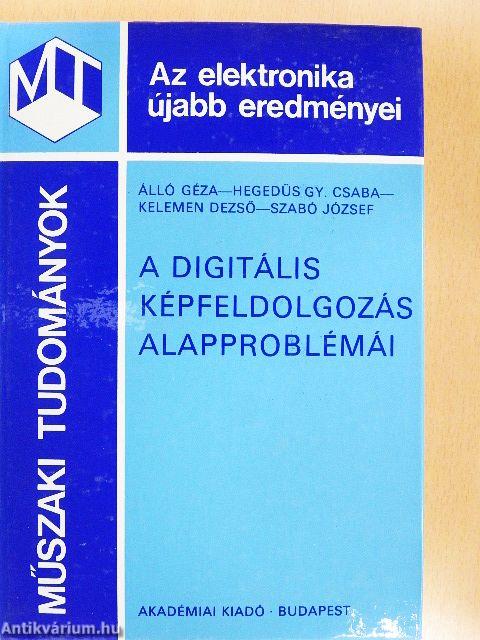 MT
Az elektronika
újabb eredményei
MŰSZAKI TUDOMÁNYOK
ÁLLÓ GÉZA—HEGEDŰS GY. CSABA—
KELEMEN DEZSŐ—SZABÓ JÓZSEF
A DIGITÁLIS
KÉPFELDOLGOZÁS
ALAPPROBLÉMÁI
AKADÉMIAI KIADÓ · BUDAPEST
Antikvárium.hu